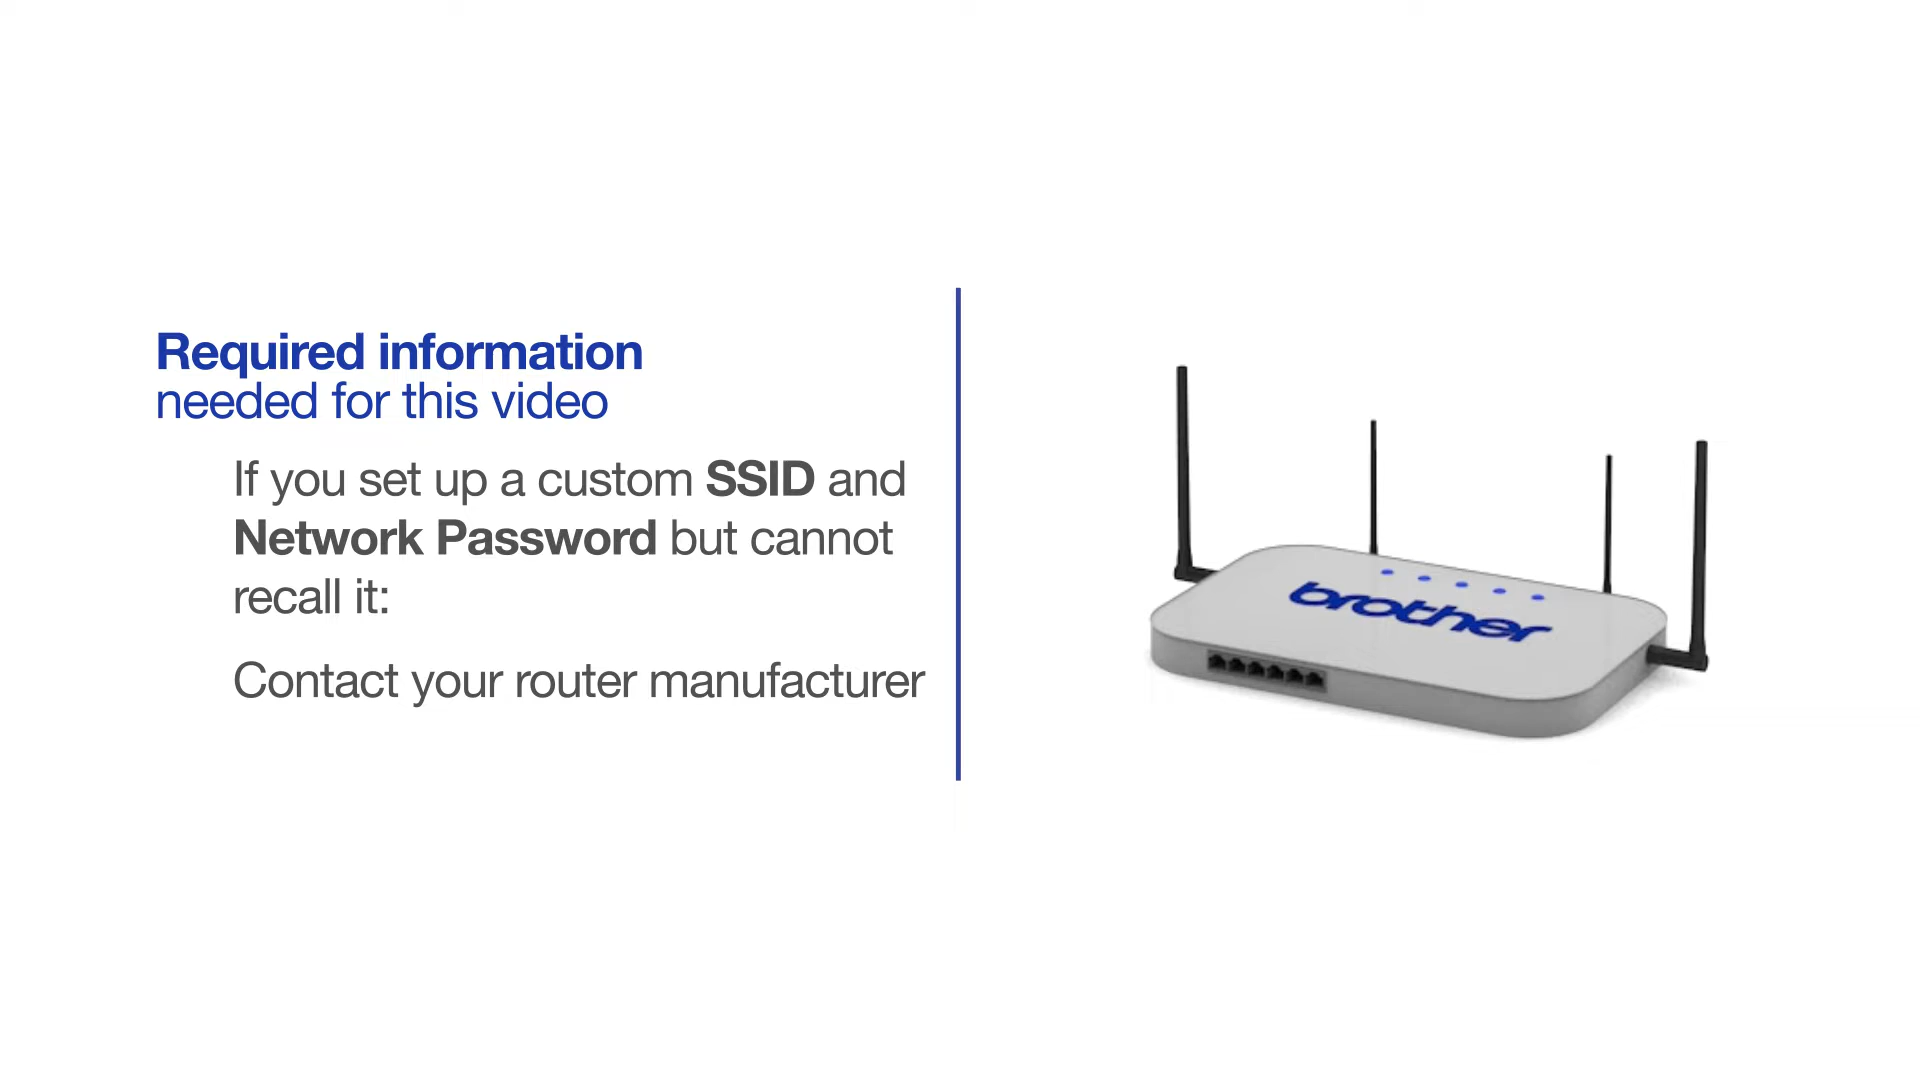 Required information
needed for this video
If you set up a custom SSID and
Network Password but cannot
recall it:
Contact your router manufacturer
brother